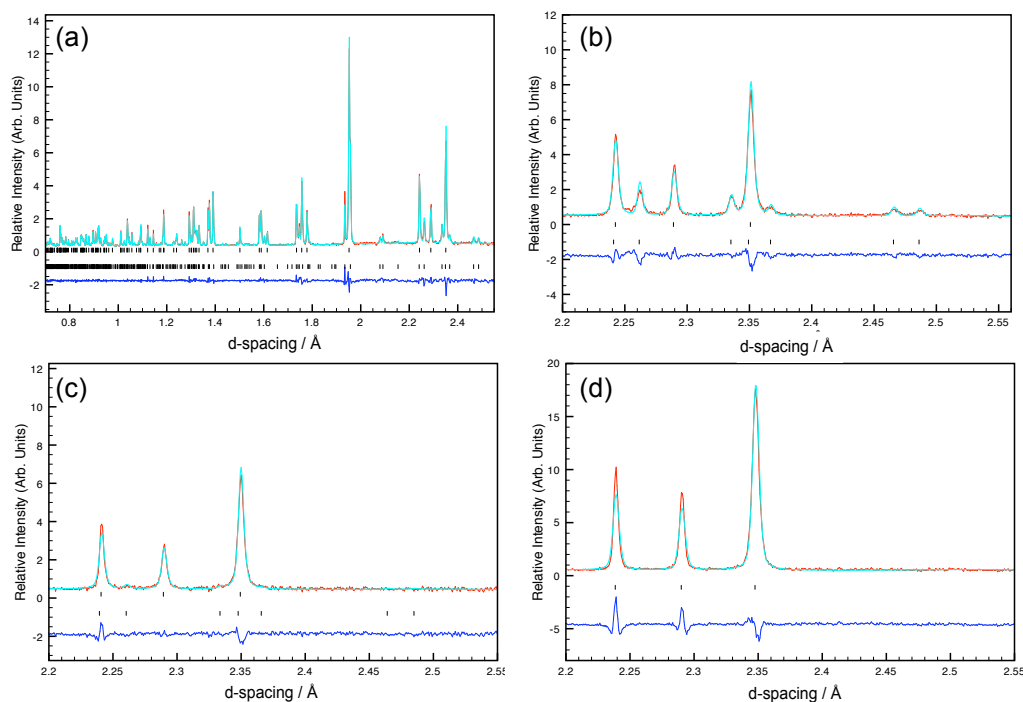 (a)
Relative Intensity (Arb. Units)
14
12
10
8
6
4
2
0
-2
0.8 1 1.2 1.4 1.6 1.8 2 2.2 2.4
d-spacing / Å
(b)
Relative Intensity (Arb. Units)
12
10
8
6
4
2
0
-2
-4
2.2 2.25 2.3 2.35 2.4 2.45 2.5 2.55
d-spacing / Å
(c)
Relative Intensity (Arb. Units)
12
10
8
6
4
2
0
-2
2.2 2.25 2.3 2.35 2.4 2.45 2.5 2.55
d-spacing / Å
(d)
Relative Intensity (Arb. Units)
20
15
10
5
0
-5
2.2 2.25 2.3 2.35 2.4 2.45 2.5 2.55
d-spacing / Å